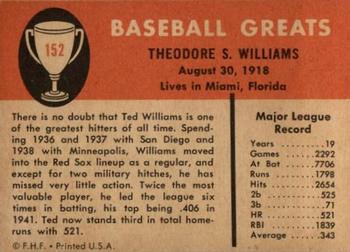 152
BASEBALL GREATS
THEODORE S. WILLIAMS
August 30, 1918
Lives in Miami, Florida
There is no doubt that Ted Williams is
one of the greatest hitters of all time. Spend-
ing 1936 and 1937 with San Diego and
1938 with Minneapolis, Williams moved
into the Red Sox lineup as a regular, and
except for two military hitches, he has
missed very little action. Twice the most
valuable player, he led the league six
times in batting, his top being .406 in
1941. Ted now stands third in total home-
runs with 521.
© F.H.F. • Printed U.S.A.
Major League
Record
Years - - - - 19
Games - - - 2292
At Bat - - - 7706
Runs - - - - 1798
Hits - - - - 2654
2b - - - - 525
3b - - - - 71
HR - - - - 521
RBI - - - - 1839
Average - - - .343